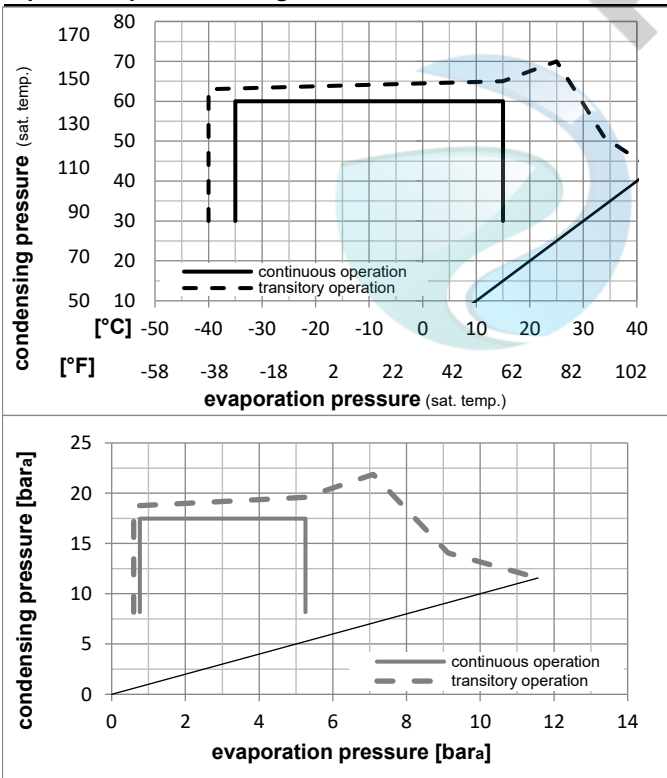 80
170
70
150
60
130
50
110
40
90
30
70
20
50
10
condensing pressure (sat. temp.)
continuous operation
transitory operation
[°C] -50 -40 -30 -20 -10 0 10 20 30 40
[°F] -58 -38 -18 2 22 42 62 82 102
evaporation pressure (sat. temp.)
25
20
15
10
5
0
condensing pressure [bara]
continuous operation
transitory operation
0 2 4 6 8 10 12 14
evaporation pressure [bara]